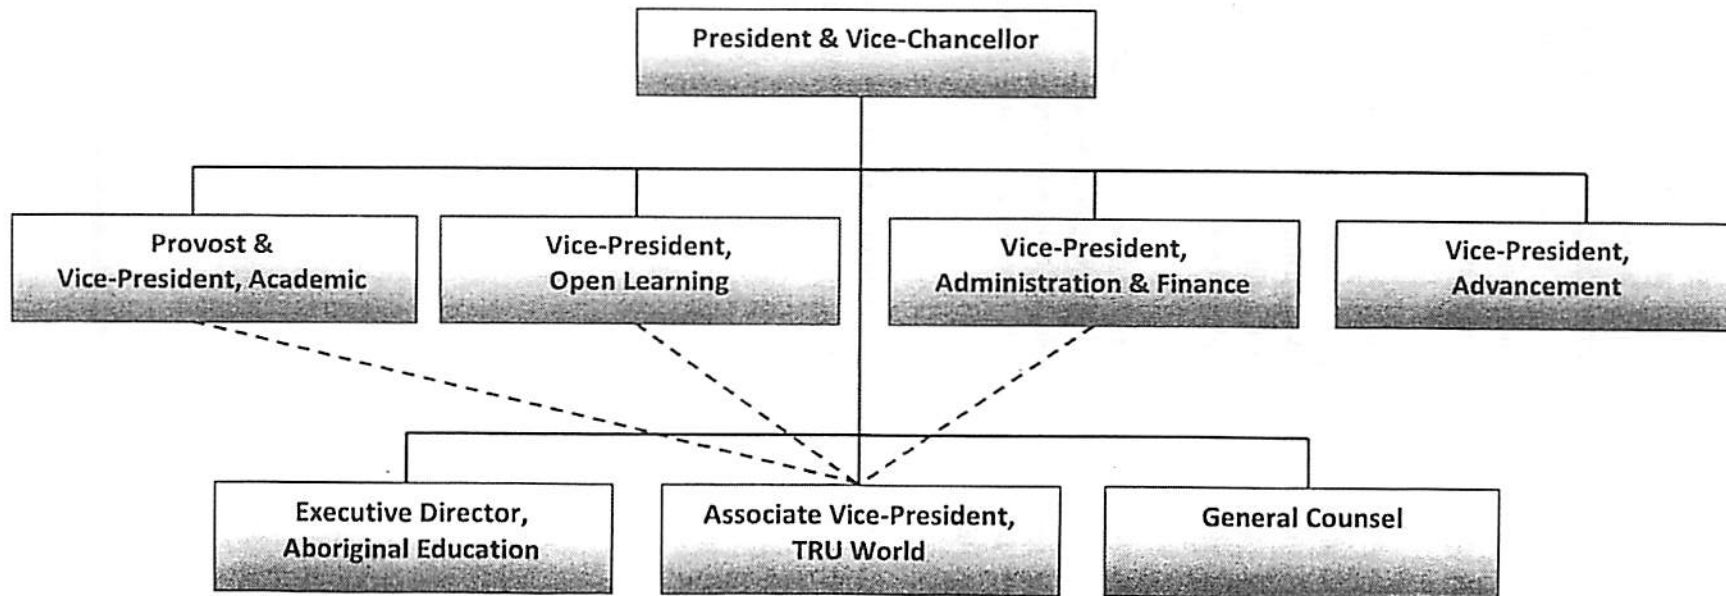 President & Vice-Chancellor
Provost &
Vice-President, Academic
Vice-President,
Open Learning
Vice-President,
Administration & Finance
Vice-President,
Advancement
Executive Director,
Aboriginal Education
Associate Vice-President,
TRU World
General Counsel